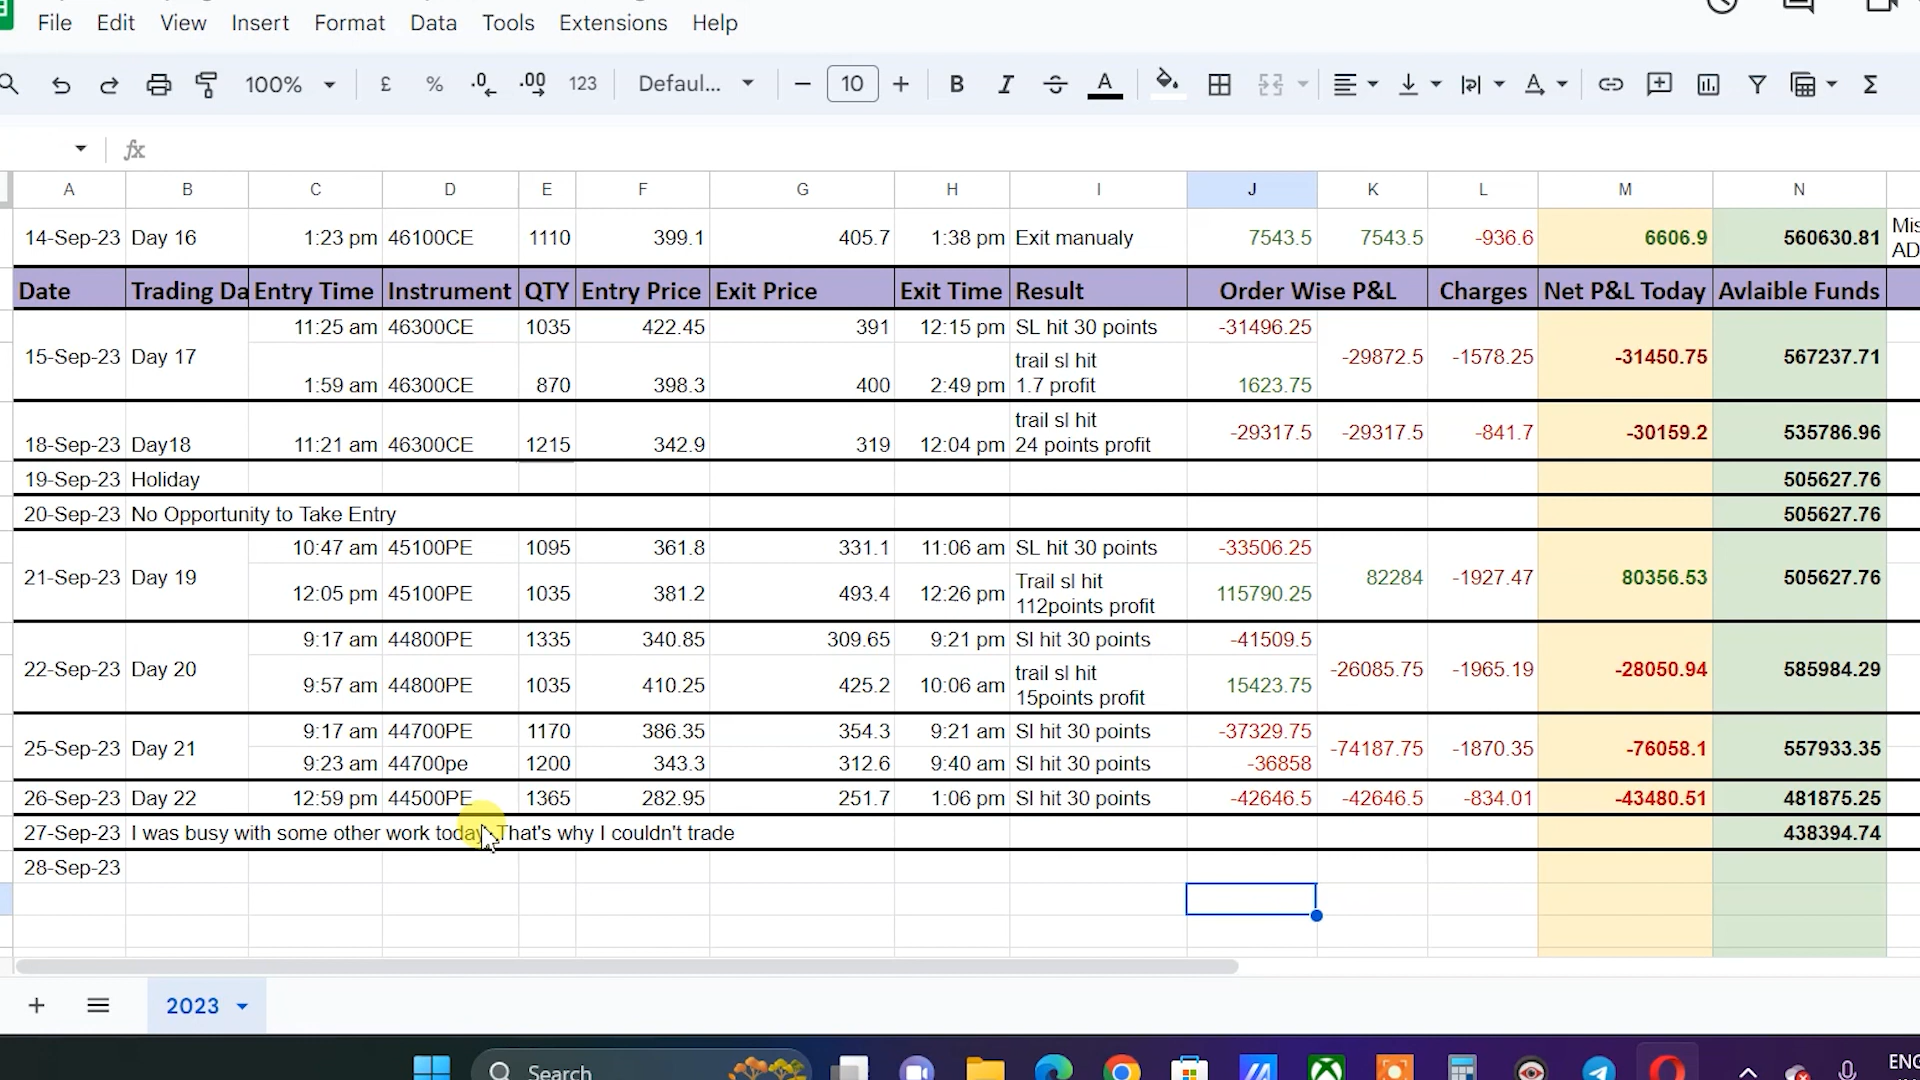 File Edit View Insert Format Data Tools Extensions Help
100% £ % .0 .00 123 Defaul... 10 B I A A Σ
fx
A B C D E F G H I J K L M N
14-Sep-23 Day 16 1:23 pm 46100CE 1110 399.1 405.7 1:38 pm Exit manualy 7543.5 7543.5 -936.6 6606.9 560630.81 Mis
AD
Date Trading Da Entry Time Instrument QTY Entry Price Exit Price Exit Time Result Order Wise P&L Charges Net P&L Today Avlaible Funds
11:25 am 46300CE 1035 422.45 391 12:15 pm SL hit 30 points -31496.25
15-Sep-23 Day 17 -29872.5 -1578.25 -31450.75 567237.71
trail sl hit
1:59 am 46300CE 870 398.3 400 2:49 pm 1.7 profit 1623.75
trail sl hit
18-Sep-23 Day18 11:21 am 46300CE 1215 342.9 319 12:04 pm 24 points profit -29317.5 -29317.5 -841.7 -30159.2 535786.96
19-Sep-23 Holiday 505627.76
20-Sep-23 No Opportunity to Take Entry 505627.76
10:47 am 45100PE 1095 361.8 331.1 11:06 am SL hit 30 points -33506.25
21-Sep-23 Day 19 82284 -1927.47 80356.53 505627.76
Trail sl hit
12:05 pm 45100PE 1035 381.2 493.4 12:26 pm 112points profit 115790.25
9:17 am 44800PE 1335 340.85 309.65 9:21 pm Sl hit 30 points -41509.5
22-Sep-23 Day 20 -26085.75 -1965.19 -28050.94 585984.29
trail sl hit
9:57 am 44800PE 1035 410.25 425.2 10:06 am 15points profit 15423.75
9:17 am 44700PE 1170 386.35 354.3 9:21 am Sl hit 30 points -37329.75
25-Sep-23 Day 21 -74187.75 -1870.35 -76058.1 557933.35
9:23 am 44700pe 1200 343.3 312.6 9:40 am Sl hit 30 points -36858
26-Sep-23 Day 22 12:59 pm 44500PE 1365 282.95 251.7 1:06 pm Sl hit 30 points -42646.5 -42646.5 -834.01 -43480.51 481875.25
27-Sep-23 I was busy with some other work today. That's why I couldn't trade 438394.74
28-Sep-23
2023
Search ENG